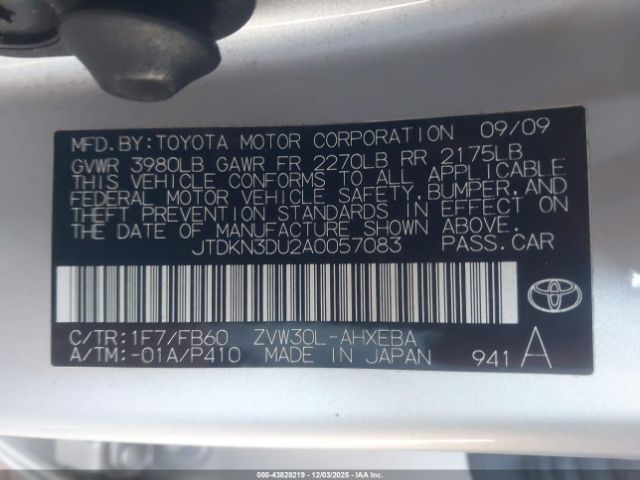 MFD. BY: TOYOTA MOTOR CORPORATION 09/09
GVWR 3980LB GAWR FR 2270LB RR 2175LB
THIS VEHICLE CONFORMS TO ALL APPLICABLE
FEDERAL MOTOR VEHICLE SAFETY, BUMPER, AND
THEFT PREVENTION STANDARDS IN EFFECT ON
THE DATE OF MANUFACTURE SHOWN ABOVE.
JTDKN3DU2A0057083 PASS. CAR
C/TR: 1F7/FB60 ZVW30L-AHXEBA
A/TM: -01A/P410 MADE IN JAPAN 941 A
000-43828219 - 12/03/2025 - IAA, Inc.